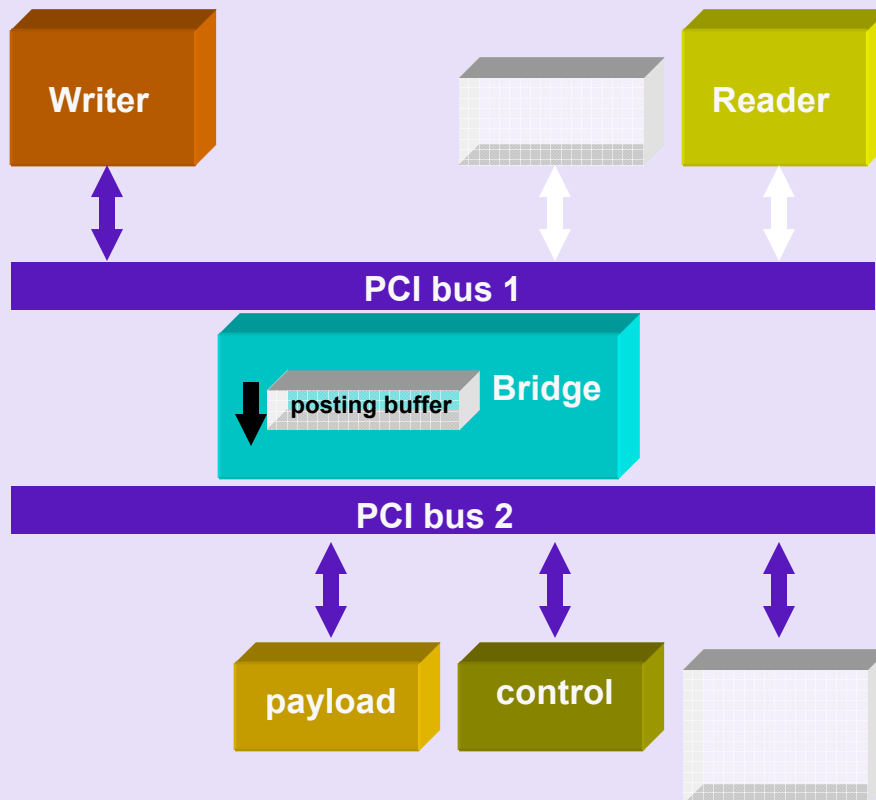 Writer
Reader
PCI bus 1
Bridge
posting buffer
PCI bus 2
payload
control